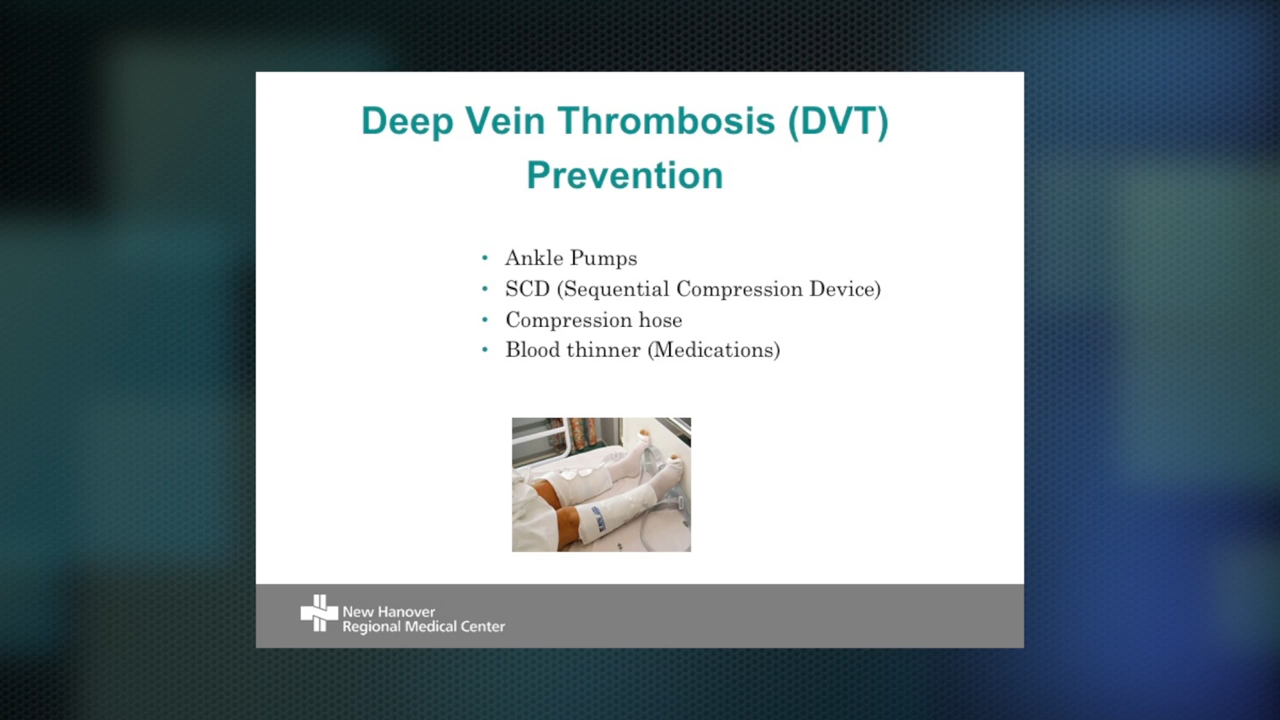 Deep Vein Thrombosis (DVT)
Prevention
• Ankle Pumps
• SCD (Sequential Compression Device)
• Compression hose
• Blood thinner (Medications)
New Hanover
Regional Medical Center